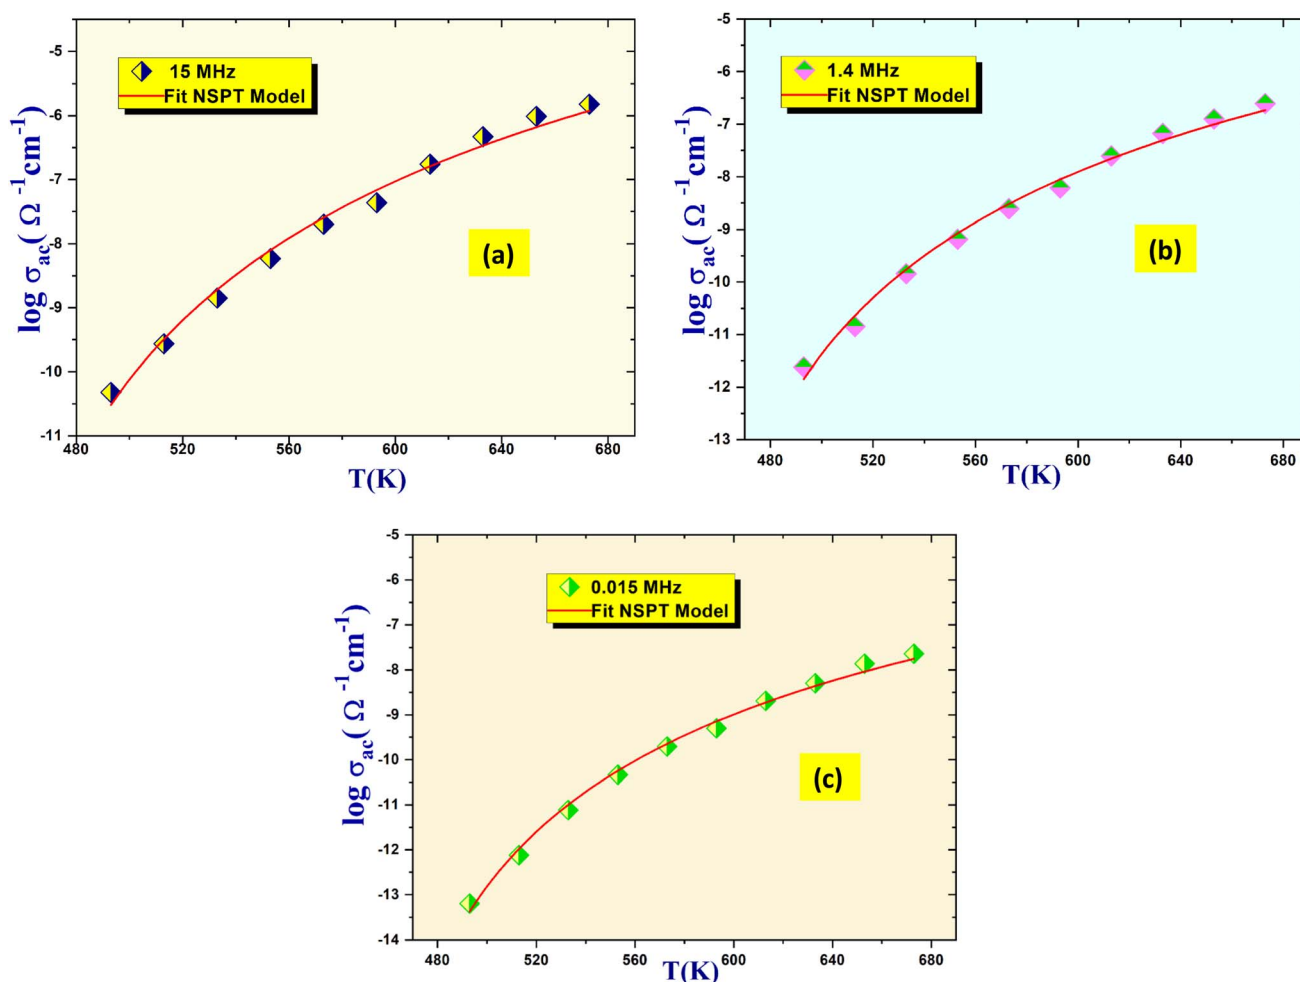 -5
-6
-7
-8
-9
-10
-11
480
520
560
600
640
680
log σac( Ω -1cm-1)
T(K)
15 MHz
Fit NSPT Model
(a)
-5
-6
-7
-8
-9
-10
-11
-12
-13
480
520
560
600
640
680
log σac( Ω -1cm-1)
T(K)
1.4 MHz
Fit NSPT Model
(b)
-5
-6
-7
-8
-9
-10
-11
-12
-13
-14
480
520
560
600
640
680
log σac( Ω -1cm-1)
T(K)
0.015 MHz
Fit NSPT Model
(c)